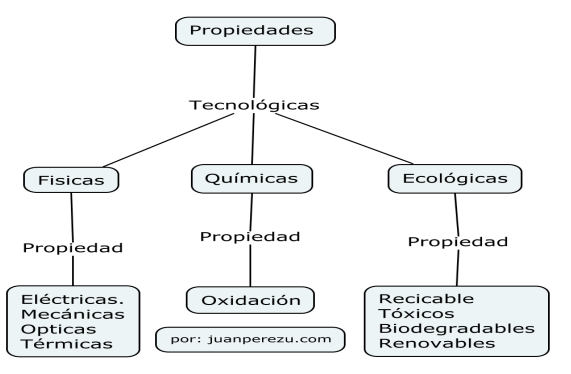 Propiedades
Tecnológicas
Fisicas
Químicas
Ecológicas
Propiedad
Propiedad
Propiedad
Eléctricas.
Mecánicas
Opticas
Térmicas
Oxidación
Recicable
Tóxicos
Biodegradables
Renovables
por: juanperezu.com